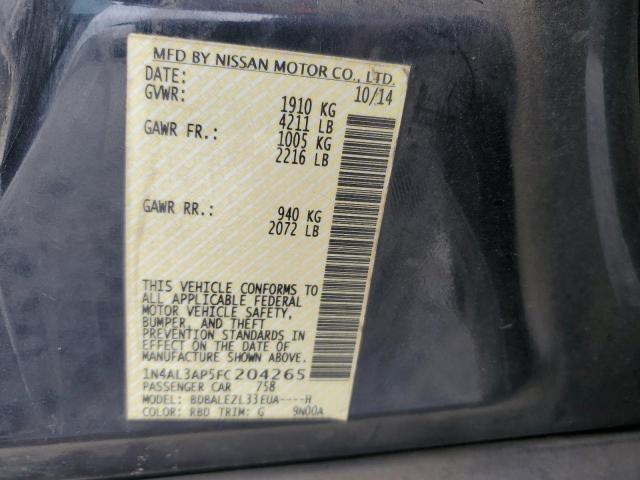 MFD BY NISSAN MOTOR CO., LTD.
DATE: 10/14
GVWR: 1910 KG
4211 LB
GAWR FR.: 1005 KG
2216 LB
GAWR RR.: 940 KG
2072 LB
THIS VEHICLE CONFORMS TO
ALL APPLICABLE FEDERAL
MOTOR VEHICLE SAFETY,
BUMPER, AND THEFT
PREVENTION STANDARDS IN
EFFECT ON THE DATE OF
MANUFACTURE SHOWN ABOVE.
1N4AL3AP5FC204265
PASSENGER CAR 758
MODEL: BDBALEZL33EUA----H
COLOR: RBD TRIM: G 9N00A